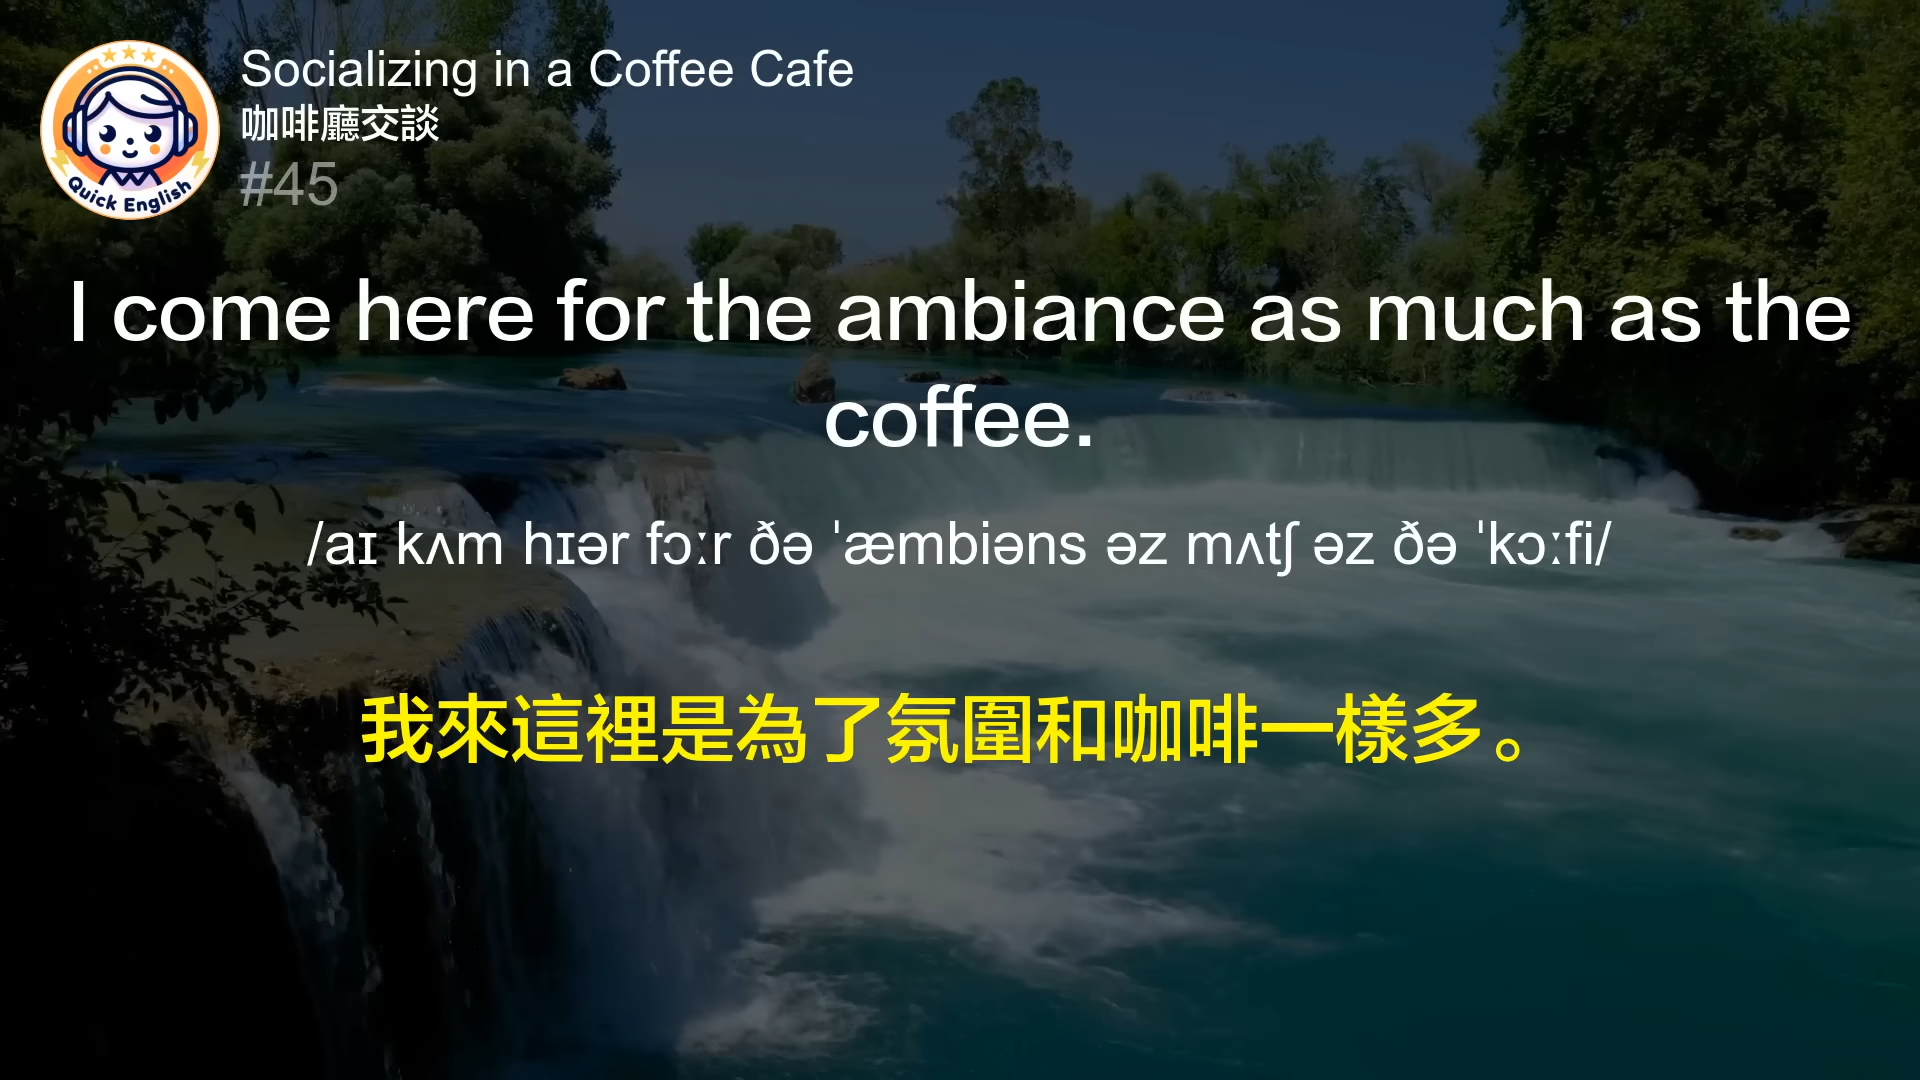 Quick English
Socializing in a Coffee Cafe
咖啡廳交談
#45
I come here for the ambiance as much as the
coffee.
/aɪ kʌm hɪər fɔːr ðə ˈæmbiəns əz mʌtʃ əz ðə ˈkɔːfi/
我來這裡是為了氛圍和咖啡一樣多。